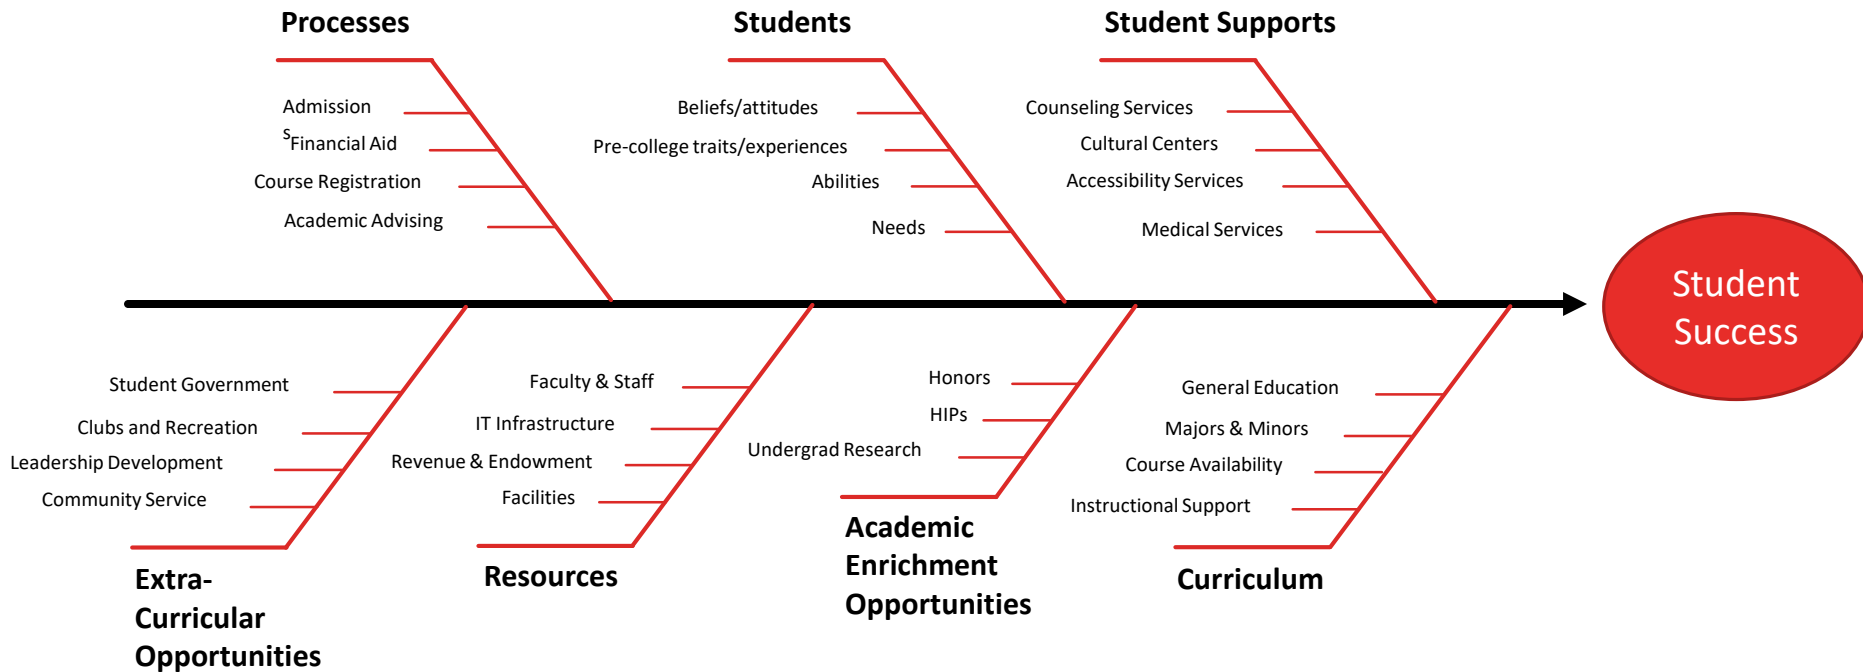 Processes
Admission
sFinancial Aid
Course Registration
Academic Advising
Students
Beliefs/attitudes
Pre-college traits/experiences
Abilities
Needs
Student Supports
Counseling Services
Cultural Centers
Accessibility Services
Medical Services
Student
Success
Student Government
Clubs and Recreation
Leadership Development
Community Service
Extra-
Curricular
Opportunities
Faculty & Staff
IT Infrastructure
Revenue & Endowment
Facilities
Resources
Honors
HIPs
Undergrad Research
Academic
Enrichment
Opportunities
General Education
Majors & Minors
Course Availability
Instructional Support
Curriculum